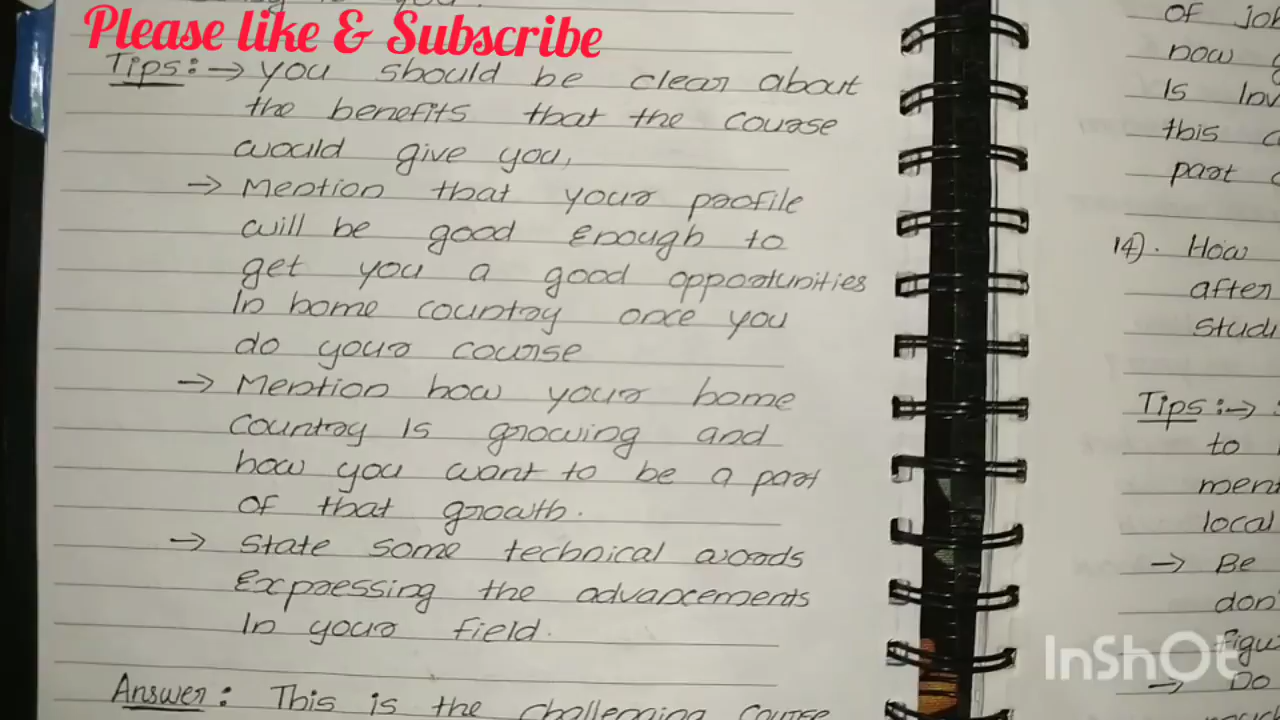 Please like & Subscribe
Tips:→ you should be clear about
the benefits that the course
would give you,
→ Mention that your profile
will be good Enough to
get you a good opportunities
In home country once you
do your course
→ Mention how your home
Country Is growing and
how you want to be a part
Of that growth.
→ State some technical words
Expressing the advancements
In your field.
Answer: This is the challenging course
Of job
how
Is
this
part
14). How
after
Tips:→
to
local
→ Be
→ Do
InShOt